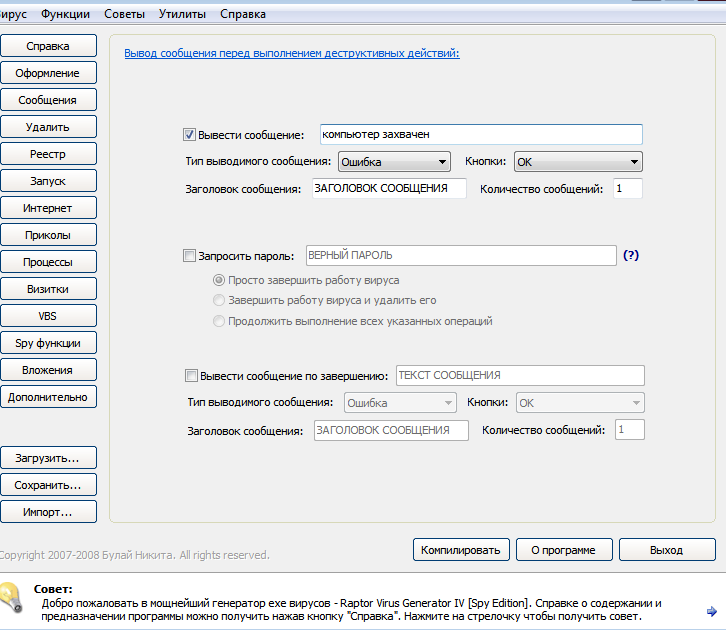 Функции Советы Утилиты Справка
Справка
Оформление
Сообщения
Удалить
Реестр
Запуск
Интернет
Приколы
Процессы
Визитки
VBS
Spy функции
Вложения
Дополнительно
Загрузить...
Сохранить...
Импорт...
Вывод сообщения перед выполнением деструктивных действий:
Вывести сообщение: компьютер захвачен
Тип выводимого сообщения: Ошибка Кнопки: OK
Заголовок сообщения: ЗАГОЛОВОК СООБЩЕНИЯ Количество сообщений: 1
Запросить пароль: ВЕРНЫЙ ПАРОЛЬ (?)
Просто завершить работу вируса
Завершить работу вируса и удалить его
Продолжить выполнение всех указанных операций
Вывести сообщение по завершению: ТЕКСТ СООБЩЕНИЯ
Тип выводимого сообщения: Ошибка Кнопки: OK
Заголовок сообщения: ЗАГОЛОВОК СООБЩЕНИЯ Количество сообщений: 1
Copyright 2007-2008 Булай Никита. All rights reserved.
Компилировать О программе Выход
Совет:
Добро пожаловать в мощнейший генератор exe вирусов - Raptor Virus Generator IV [Spy Edition]. Справке о содержании и
предназначении программы можно получить нажав кнопку "Справка". Нажмите на стрелочку чтобы получить совет.